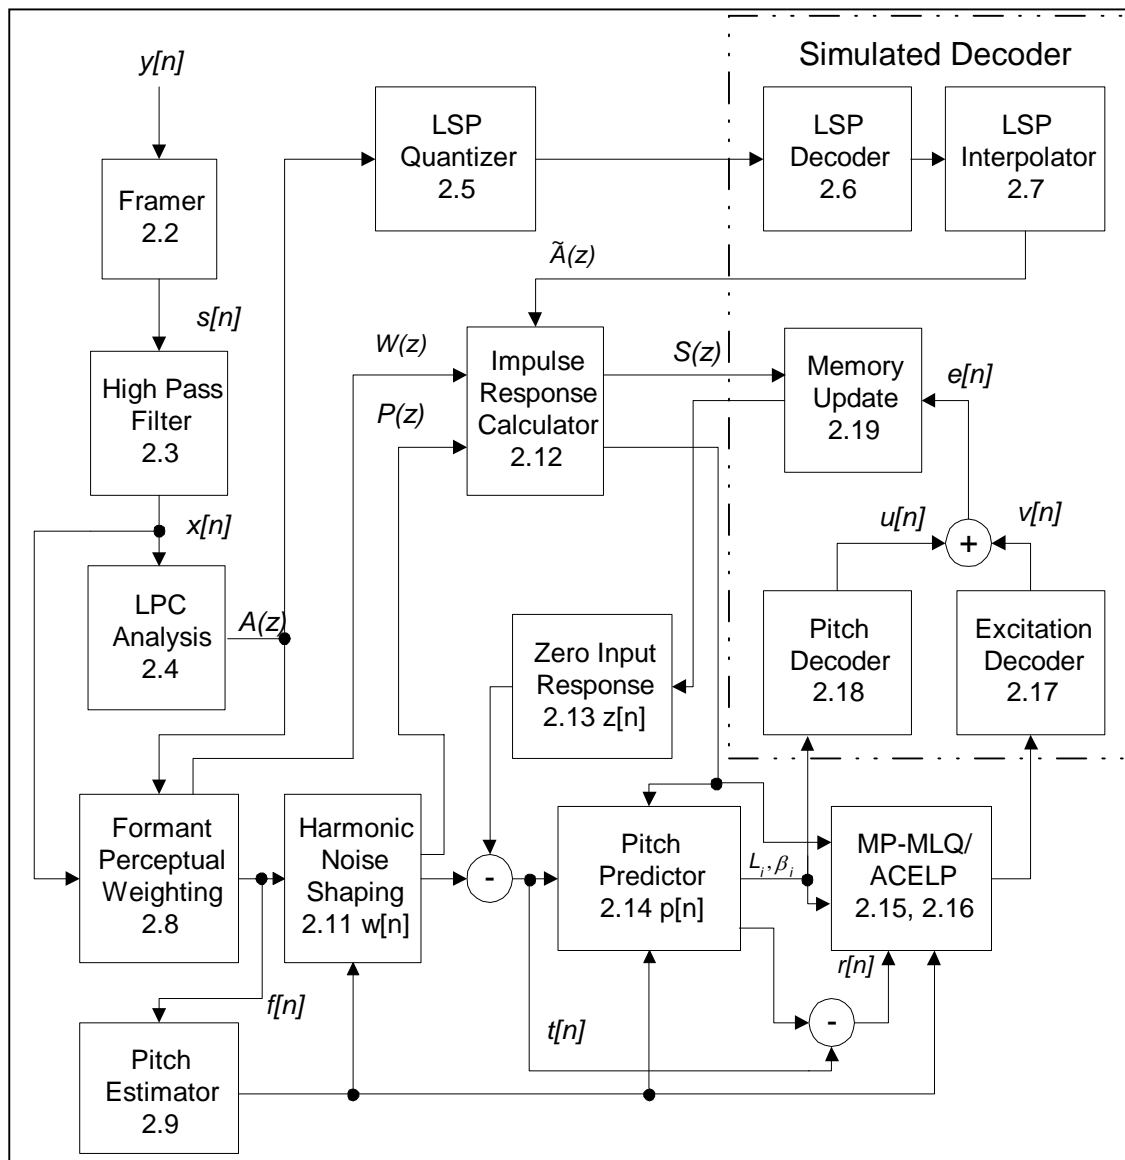 Simulated Decoder
y[n]
LSP
Quantizer
2.5
LSP
Decoder
2.6
LSP
Interpolator
2.7
Framer
2.2
Ã(z)
s[n]
W(z)
S(z)
P(z)
Impulse
Response
Calculator
2.12
Memory
Update
2.19
e[n]
High Pass
Filter
2.3
x[n]
u[n]
v[n]
+
LPC
Analysis
2.4
A(z)
Zero Input
Response
2.13 z[n]
Pitch
Decoder
2.18
Excitation
Decoder
2.17
Formant
Perceptual
Weighting
2.8
Harmonic
Noise
Shaping
2.11 w[n]
-
Pitch
Predictor
2.14 p[n]
L_i, β_i
MP-MLQ/
ACELP
2.15, 2.16
r[n]
f[n]
t[n]
-
Pitch
Estimator
2.9